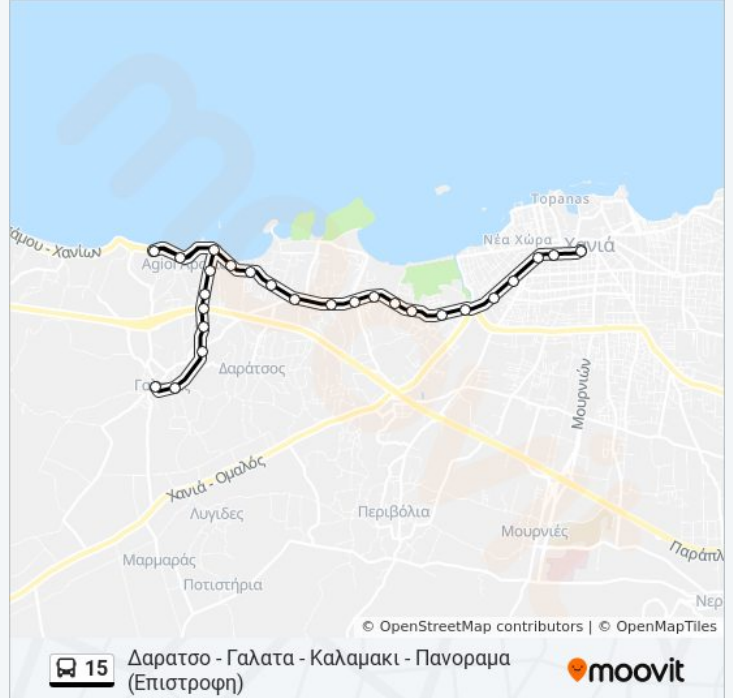 Topanas
Νέα Χώρα
Χανιά
άμου - Χανίων
Agioi Apo
Δαράτσος
Γα
Μουρνιών
Χανιά - Ομαλός
Λυγιδες
Περιβόλια
Μουρνιές
Παράπλ
Μαρμαράς
Ποτιστήρια
Νερ
© OpenStreetMap contributors | © OpenMapTiles
15
Δαρατσο - Γαλατα - Καλαμακι - Πανοραμα
(Επιστροφη)
moovit